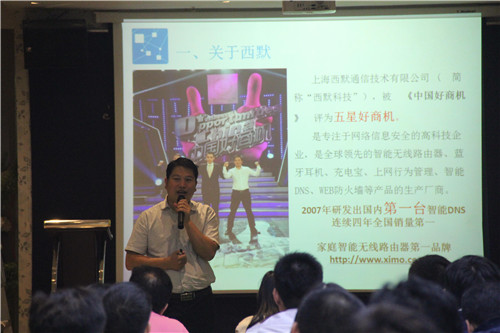 一、关于西默
上海西默通信技术有限公司（ 简
称“西默科技”），被 《中国好商机
》 评为五星好商机。
是专注于网络信息安全的高科技企
业，是全球领先的智能无线路由器、蓝
牙耳机、充电宝、上网行为管理、智能
DNS、WEB防火墙等产品的生产厂商。
2007年研发出国内第一台智能DNS
连续四年全国销量第一
家庭智能无线路由器第一品牌
http://www.ximo.co